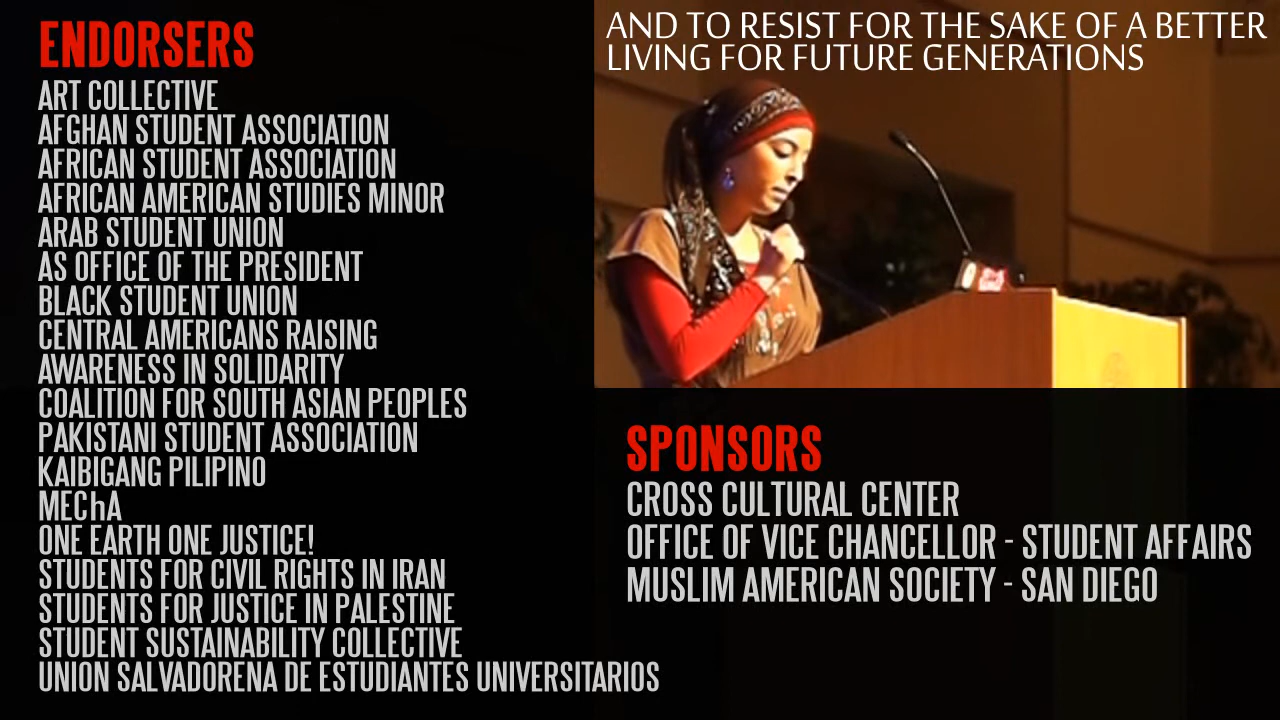 ENDORSERS
ART COLLECTIVE
AFGHAN STUDENT ASSOCIATION
AFRICAN STUDENT ASSOCIATION
AFRICAN AMERICAN STUDIES MINOR
ARAB STUDENT UNION
AS OFFICE OF THE PRESIDENT
BLACK STUDENT UNION
CENTRAL AMERICANS RAISING
AWARENESS IN SOLIDARITY
COALITION FOR SOUTH ASIAN PEOPLES
PAKISTANI STUDENT ASSOCIATION
KAIBIGANG PILIPINO
MEChA
ONE EARTH ONE JUSTICE!
STUDENTS FOR CIVIL RIGHTS IN IRAN
STUDENTS FOR JUSTICE IN PALESTINE
STUDENT SUSTAINABILITY COLLECTIVE
UNION SALVADORENA DE ESTUDIANTES UNIVERSITARIOS
AND TO RESIST FOR THE SAKE OF A BETTER
LIVING FOR FUTURE GENERATIONS
SPONSORS
CROSS CULTURAL CENTER
OFFICE OF VICE CHANCELLOR - STUDENT AFFAIRS
MUSLIM AMERICAN SOCIETY - SAN DIEGO